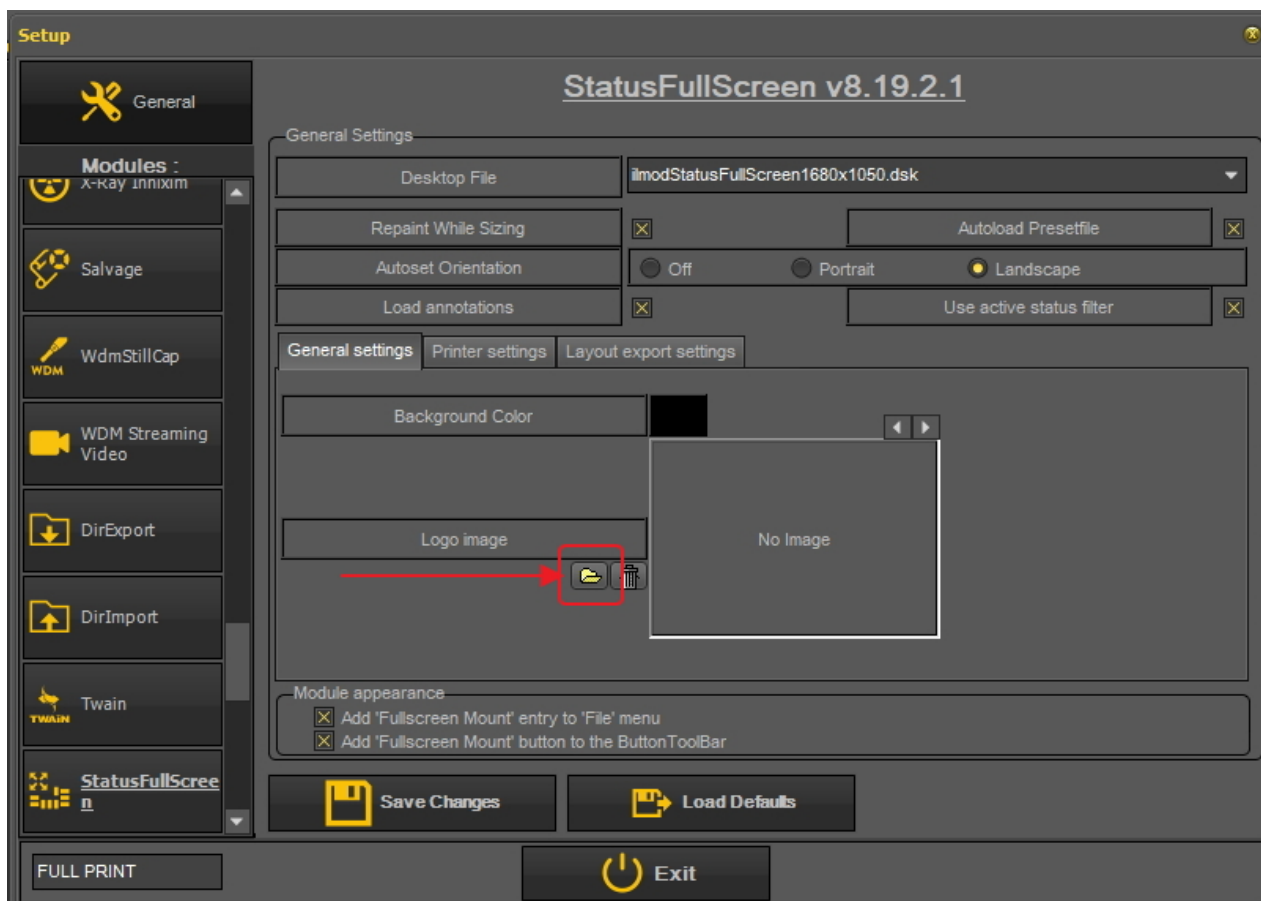 Setup
General
Modules :
X-Ray Innixim
Salvage
WDM
WdmStillCap
WDM Streaming
Video
DirExport
DirImport
TWAIN
Twain
StatusFullScree
n
FULL PRINT
StatusFullScreen v8.19.2.1
General Settings
Desktop File
ilmodStatusFullScreen1680x1050.dsk
Repaint While Sizing
Autoload Presetfile
Autoset Orientation
Off
Portrait
Landscape
Load annotations
Use active status filter
General settings
Printer settings
Layout export settings
Background Color
Logo image
No Image
Module appearance
Add 'Fullscreen Mount' entry to 'File' menu
Add 'Fullscreen Mount' button to the ButtonToolBar
Save Changes
Load Defaults
Exit